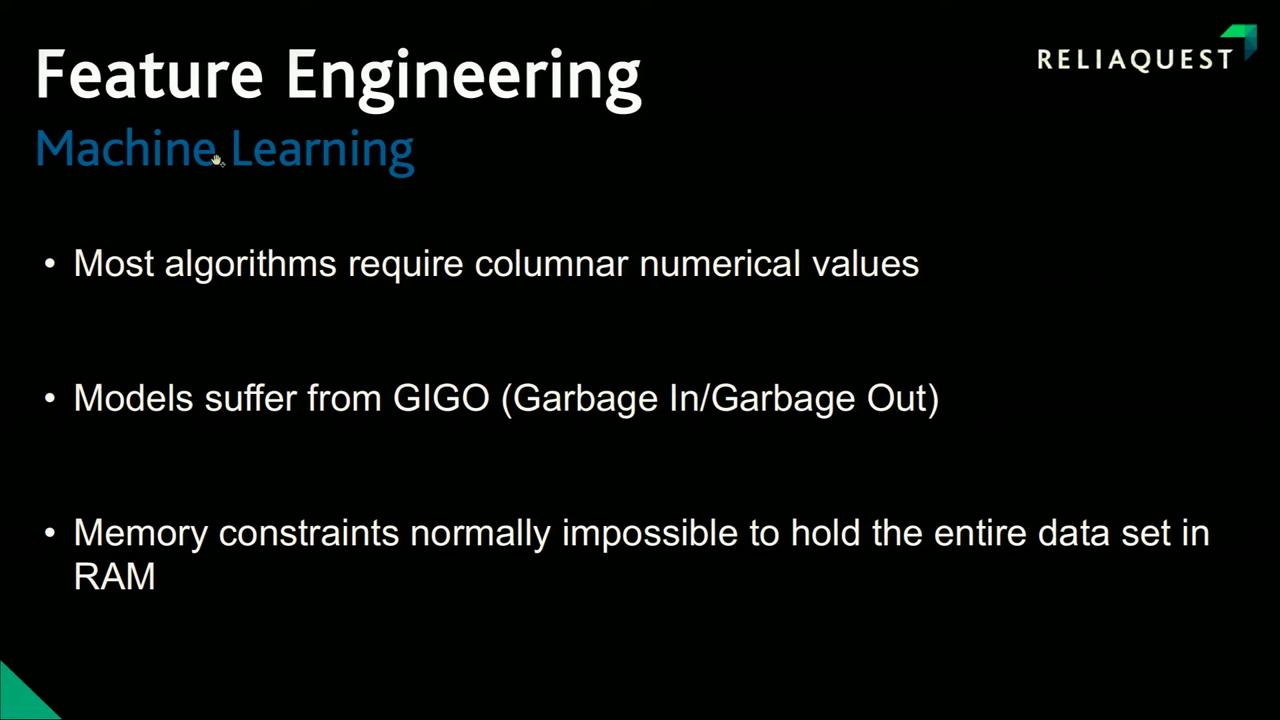 Feature Engineering
RELIAQUEST
Machine Learning
• Most algorithms require columnar numerical values
• Models suffer from GIGO (Garbage In/Garbage Out)
• Memory constraints normally impossible to hold the entire data set in
RAM